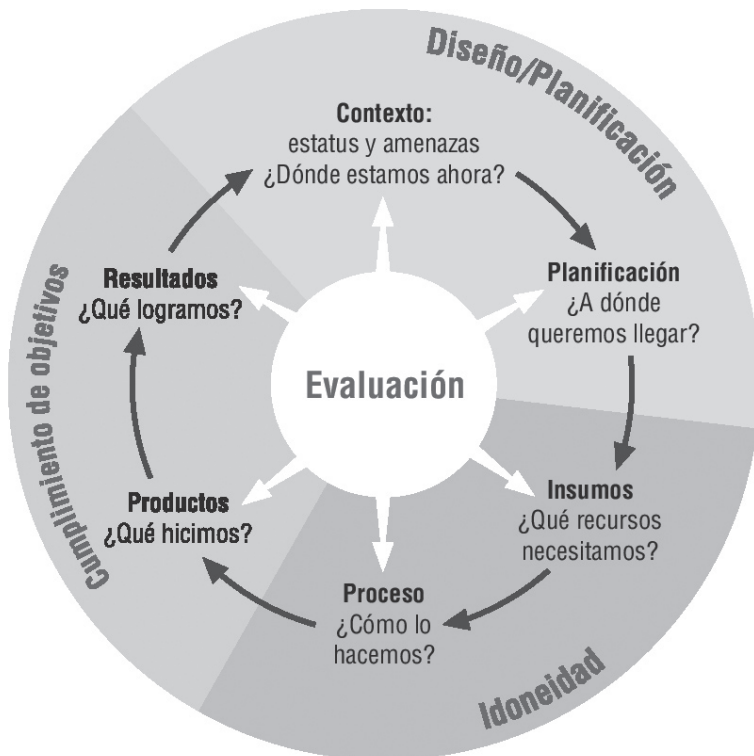 Diseño/Planificación
Contexto:
estatus y amenazas
¿Dónde estamos ahora?
Planificación
¿A dónde
queremos llegar?
Insumos
¿Qué recursos
necesitamos?
Proceso
¿Cómo lo
hacemos?
Productos
¿Qué hicimos?
Resultados
¿Qué logramos?
Evaluación
Idoneidad
Cumplimiento de objetivos